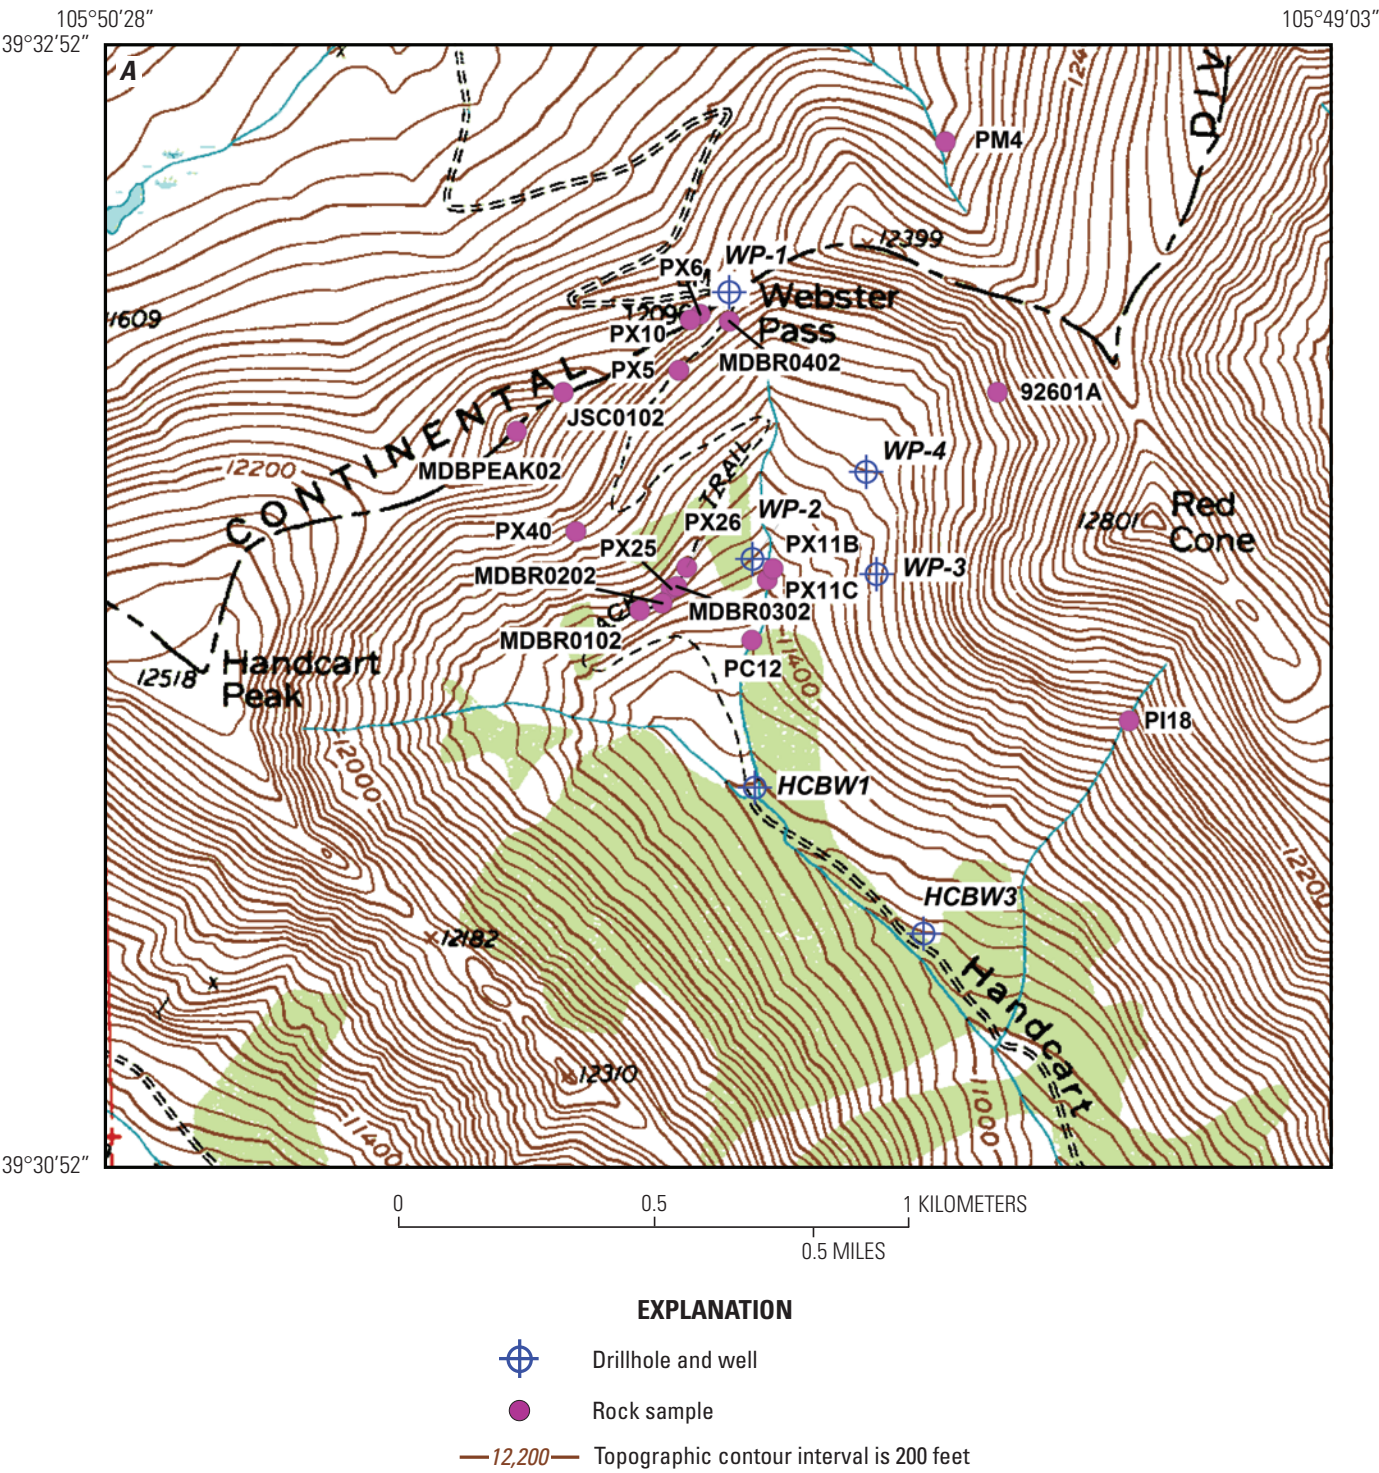 105°50'28"
105°49'03"
39°32'52"
A
124
DIVID
PM4
12399
WP-1
PX6
Webster
Pass
11609
PX10
MDBR0402
PX5
92601A
CONTINENTAL
JSC0102
WP-4
MDBPEAK02
12200
TRAIL
Red
Cone
12801
WP-2
PX26
PX40
PX25
PX11B
WP-3
MDBR0202
PX11C
MDBR0302
MDBR0102
PC12
11400
Handcart
Peak
12518
PI18
12000
HCBW1
12200
HCBW3
12182
Handcart
12310
11000
11400
39°30'52"
0 0.5 1 KILOMETERS
0.5 MILES
EXPLANATION
Drillhole and well
Rock sample
12,200 Topographic contour interval is 200 feet